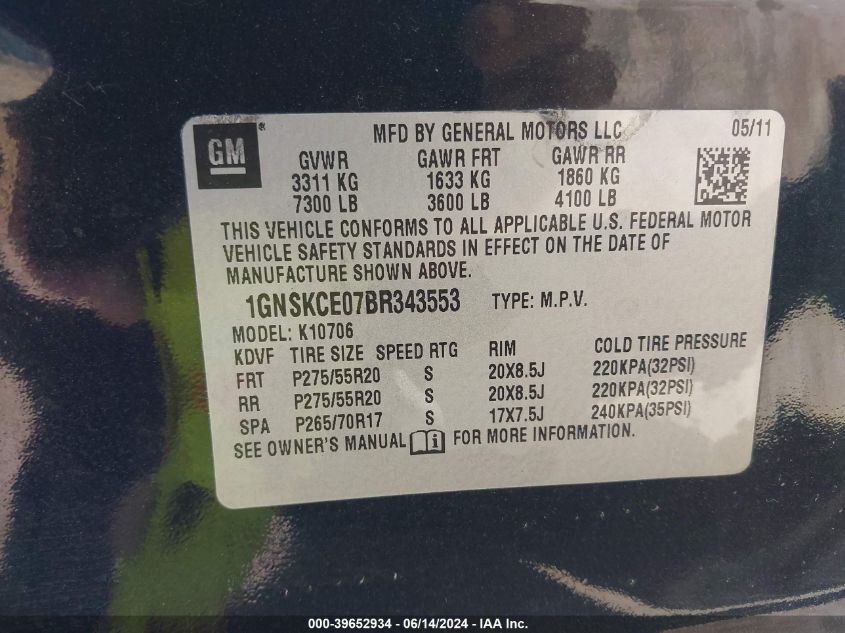 GM ®
MFD BY GENERAL MOTORS LLC 05/11
GVWR GAWR FRT GAWR RR
3311 KG 1633 KG 1860 KG
7300 LB 3600 LB 4100 LB
THIS VEHICLE CONFORMS TO ALL APPLICABLE U.S. FEDERAL MOTOR
VEHICLE SAFETY STANDARDS IN EFFECT ON THE DATE OF
MANUFACTURE SHOWN ABOVE.
1GNSKCE07BR343553 TYPE: M.P.V.
MODEL: K10706
KDVF TIRE SIZE SPEED RTG RIM COLD TIRE PRESSURE
FRT P275/55R20 S 20X8.5J 220KPA(32PSI)
RR P275/55R20 S 20X8.5J 220KPA(32PSI)
SPA P265/70R17 S 17X7.5J 240KPA(35PSI)
SEE OWNER'S MANUAL i FOR MORE INFORMATION.
000-39652934 - 06/14/2024 - IAA Inc.